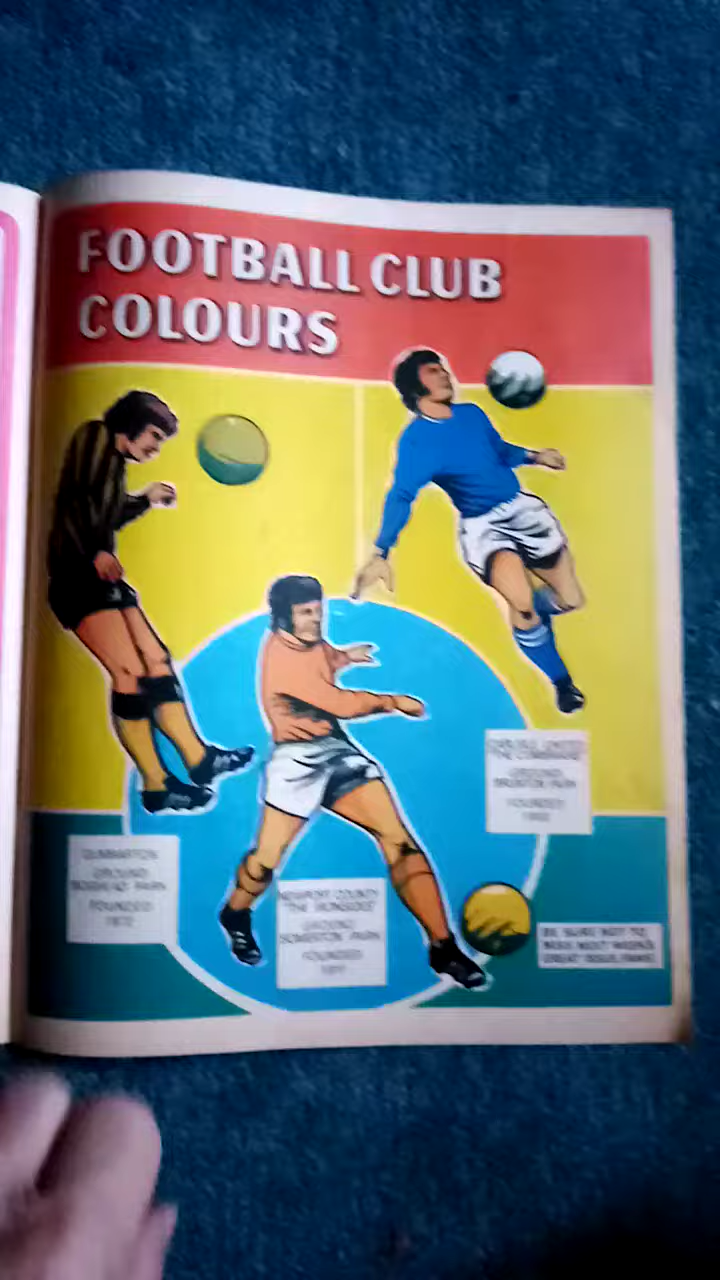 FOOTBALL CLUB
COLOURS
CARLISLE UNITED
"THE CUMBRIANS"
GROUND
BRUNTON PARK
FOUNDED
DUMBARTON
GROUND
BOGHEAD PARK
FOUNDED
1872
NEWPORT COUNTY
"THE IRONSIDES"
GROUND
SOMERTON PARK
FOUNDED
BE SURE NOT TO
MISS NEXT WEEK'S
GREAT ISSUE, FANS!